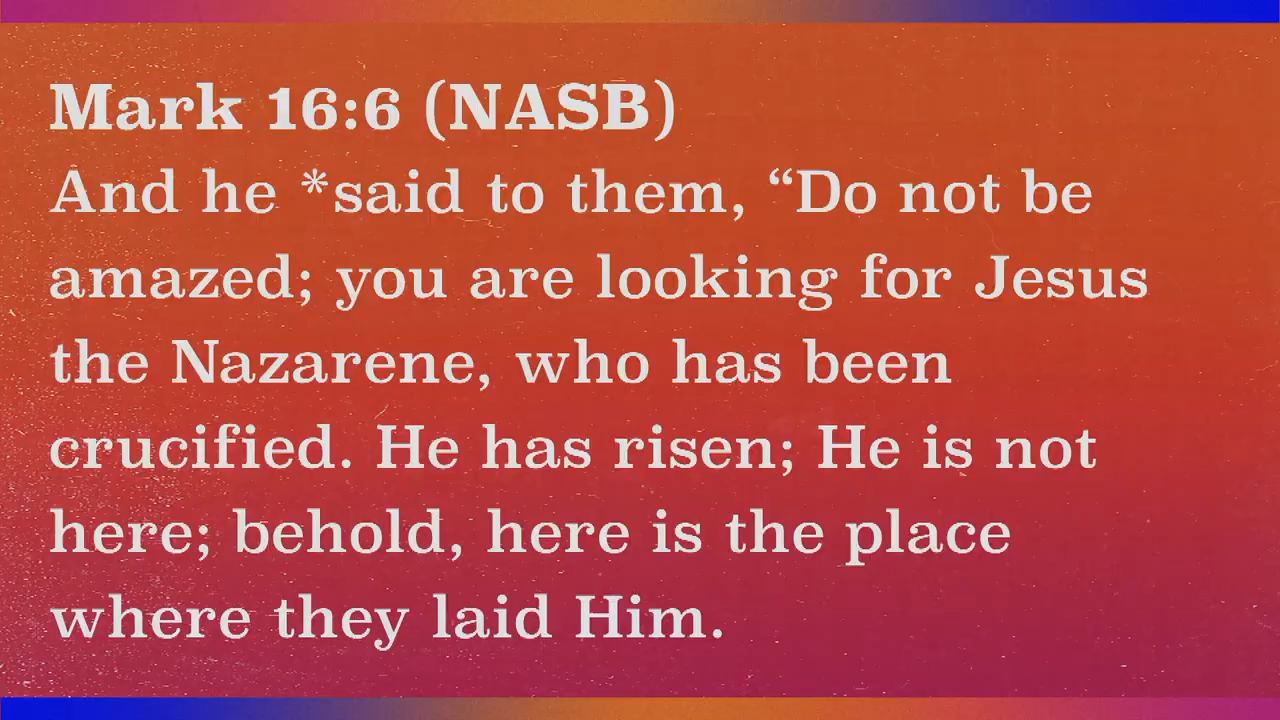 Mark 16:6 (NASB)
And he *said to them, “Do not be
amazed; you are looking for Jesus
the Nazarene, who has been
crucified. He has risen; He is not
here; behold, here is the place
where they laid Him.